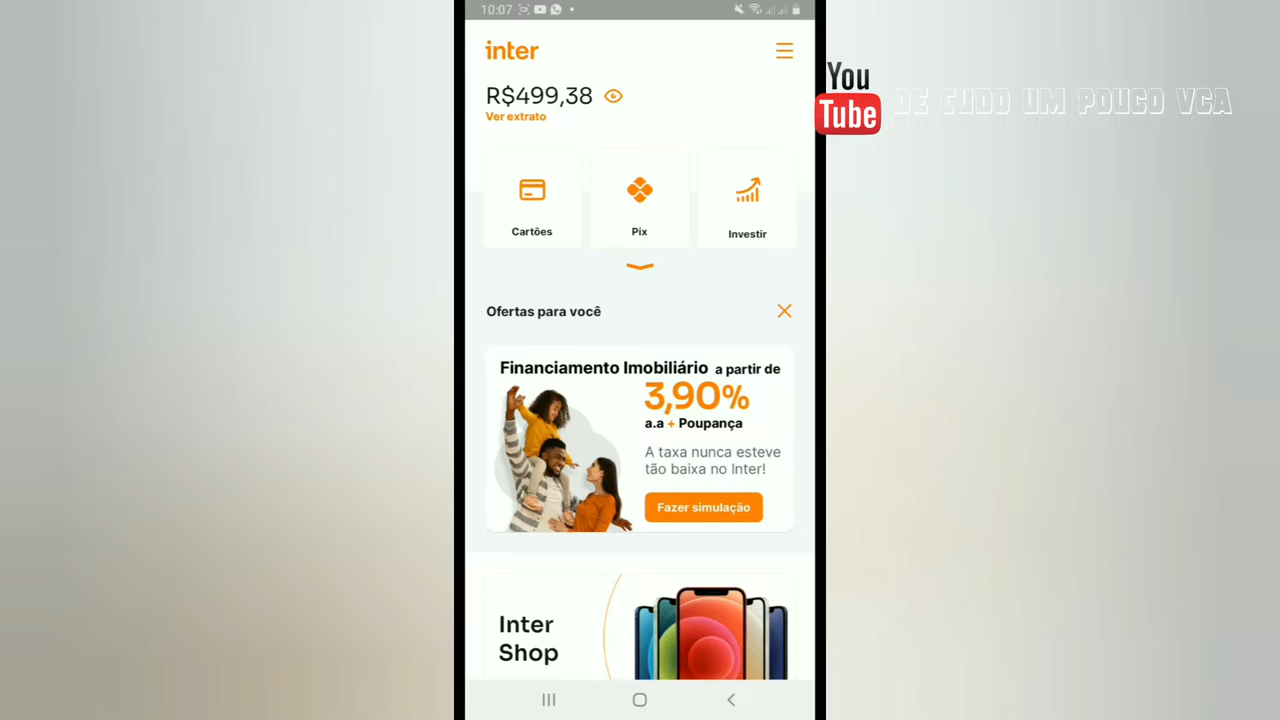 10:07
inter
R$499,38
Ver extrato
Cartões
Pix
Investir
Ofertas para você
Financiamento Imobiliário a partir de
3,90%
a.a + Poupança
A taxa nunca esteve
tão baixa no Inter!
Fazer simulação
Inter
Shop
You
Tube
DE TUDO UM POUCO VCA